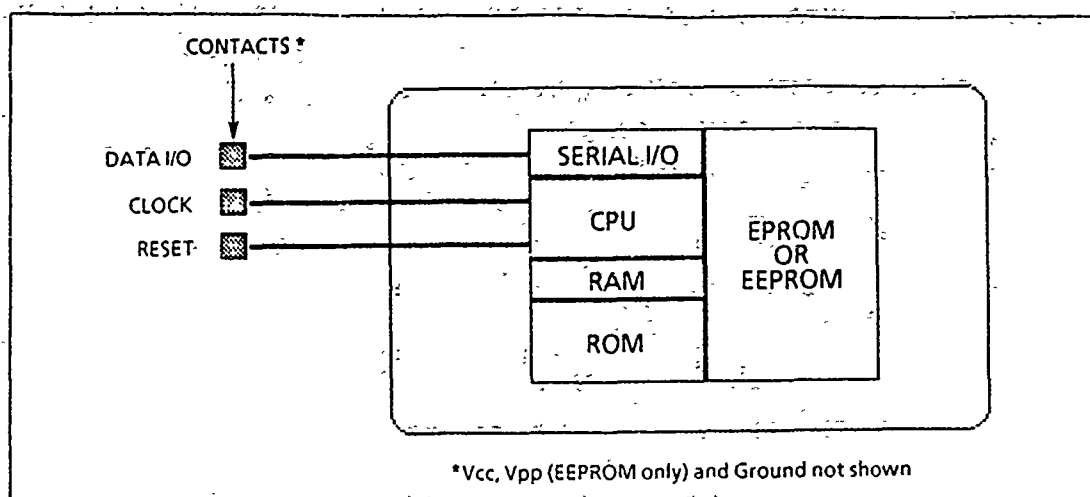 CONTACTS *
DATA I/O
CLOCK
RESET
SERIAL I/O
CPU
RAM
ROM
EPROM
OR
EEPROM
*Vcc, Vpp (EEPROM only) and Ground not shown